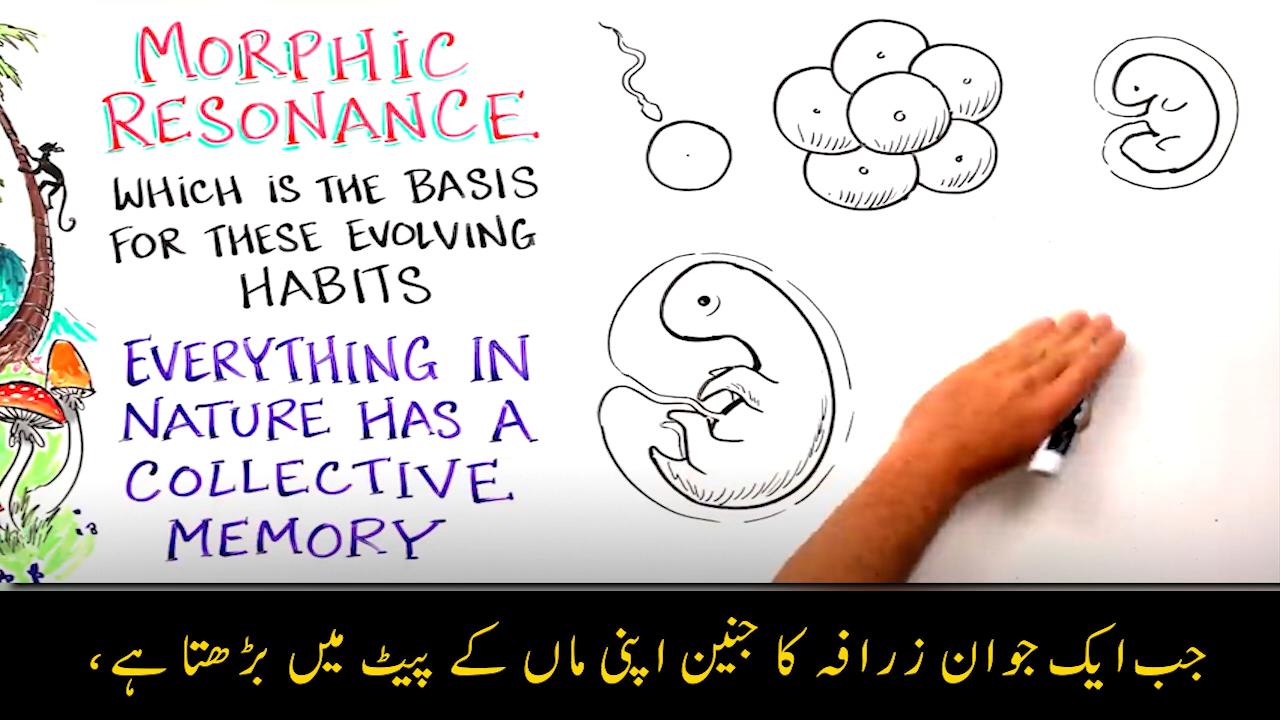 MORPHIC
RESONANCE
WHICH IS THE BASIS
FOR THESE EVOLVING
HABITS
EVERYTHING IN
NATURE HAS A
COLLECTIVE
MEMORY
جب ایک جوان زرافہ کا جنین اپنی ماں کے پیٹ میں بڑھتا ہے،